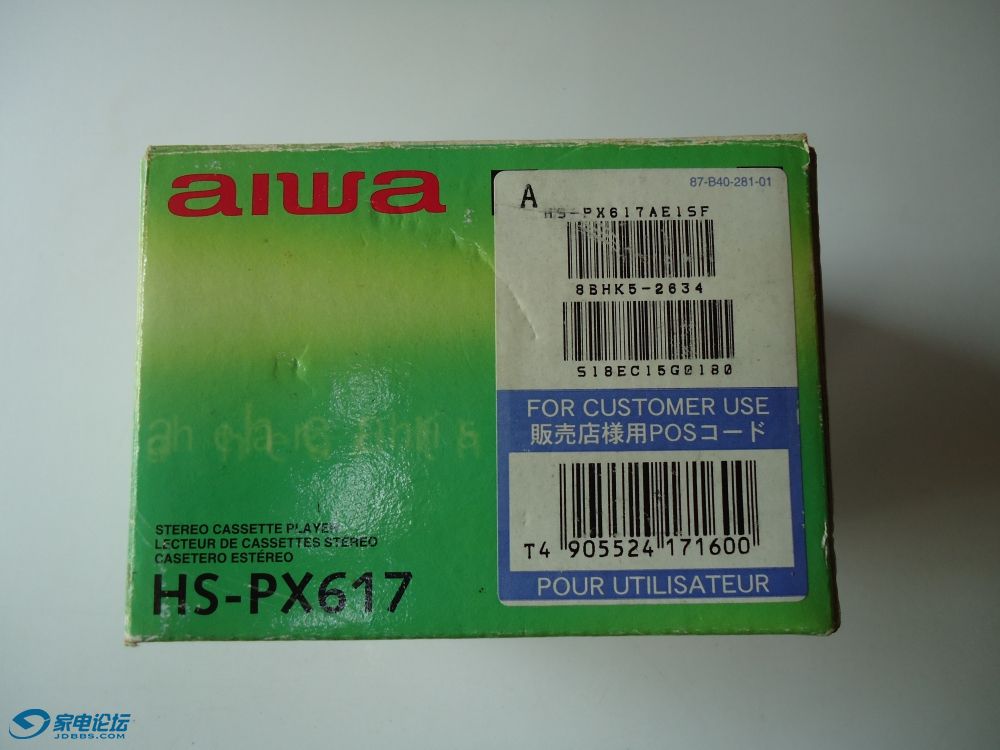 aiwa
STEREO CASSETTE PLAYER
LECTEUR DE CASSETTES STÉRÉO
CASETERO ESTÉREO
HS-PX617
87-B40-281-01
A
HS-PX617AE1SF
8BHK5-2634
S18EC15G0180
FOR CUSTOMER USE
販売店様用POSコード
T4 905524 171600
POUR UTILISATEUR
家电论坛
JDBBS.COM